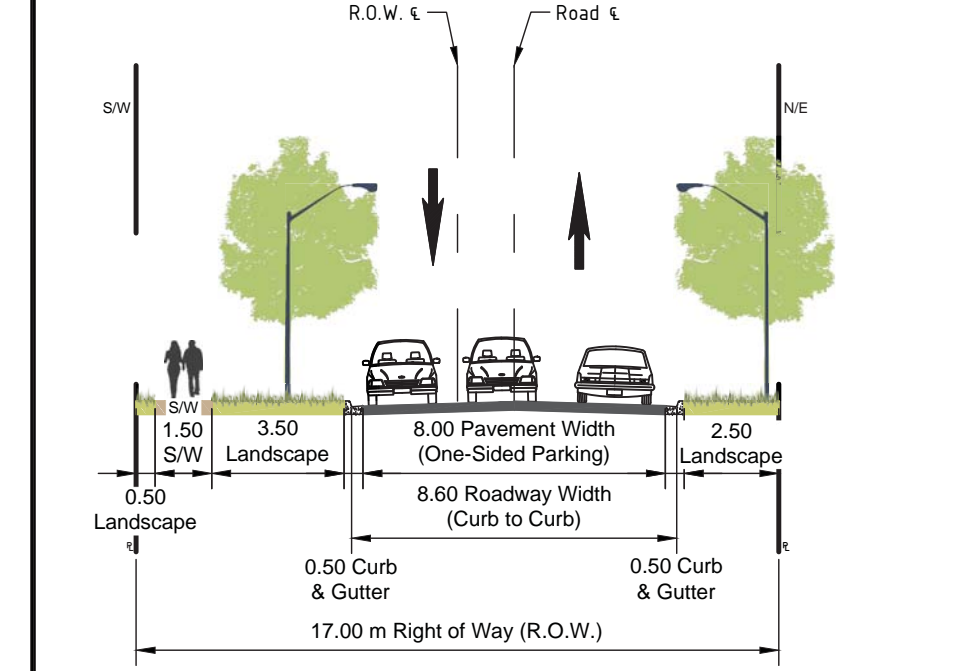 R.O.W. ℄
Road ℄
S/W
N/E
S/W
1.50
S/W
3.50
Landscape
8.00 Pavement Width
(One-Sided Parking)
2.50
Landscape
0.50
Landscape
8.60 Roadway Width
(Curb to Curb)
℄
℄
0.50 Curb
& Gutter
0.50 Curb
& Gutter
17.00 m Right of Way (R.O.W.)